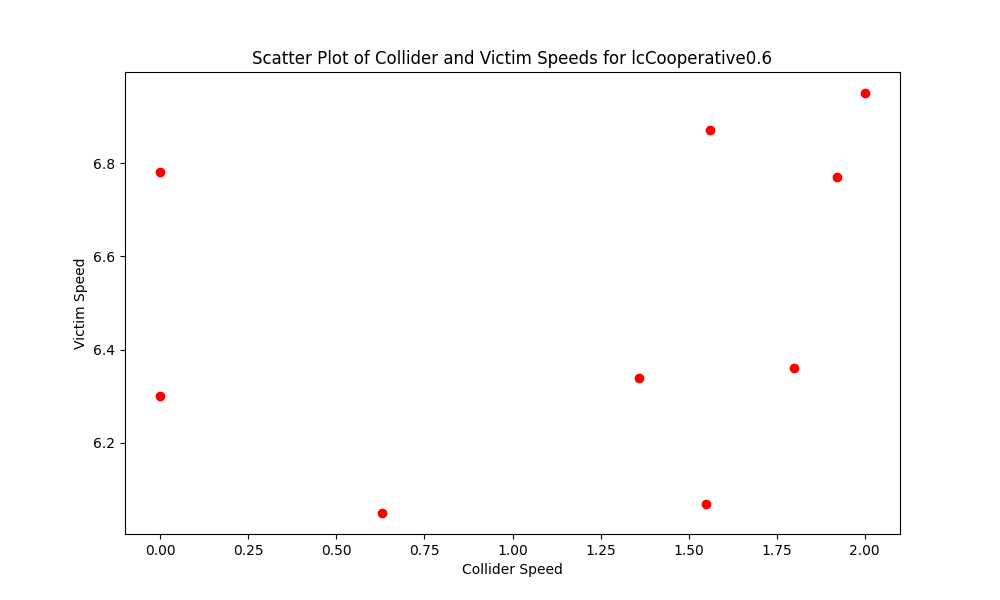 Scatter Plot of Collider and Victim Speeds for lcCooperative0.6
6.8
6.6
6.4
6.2
Victim Speed
0.00 0.25 0.50 0.75 1.00 1.25 1.50 1.75 2.00
Collider Speed